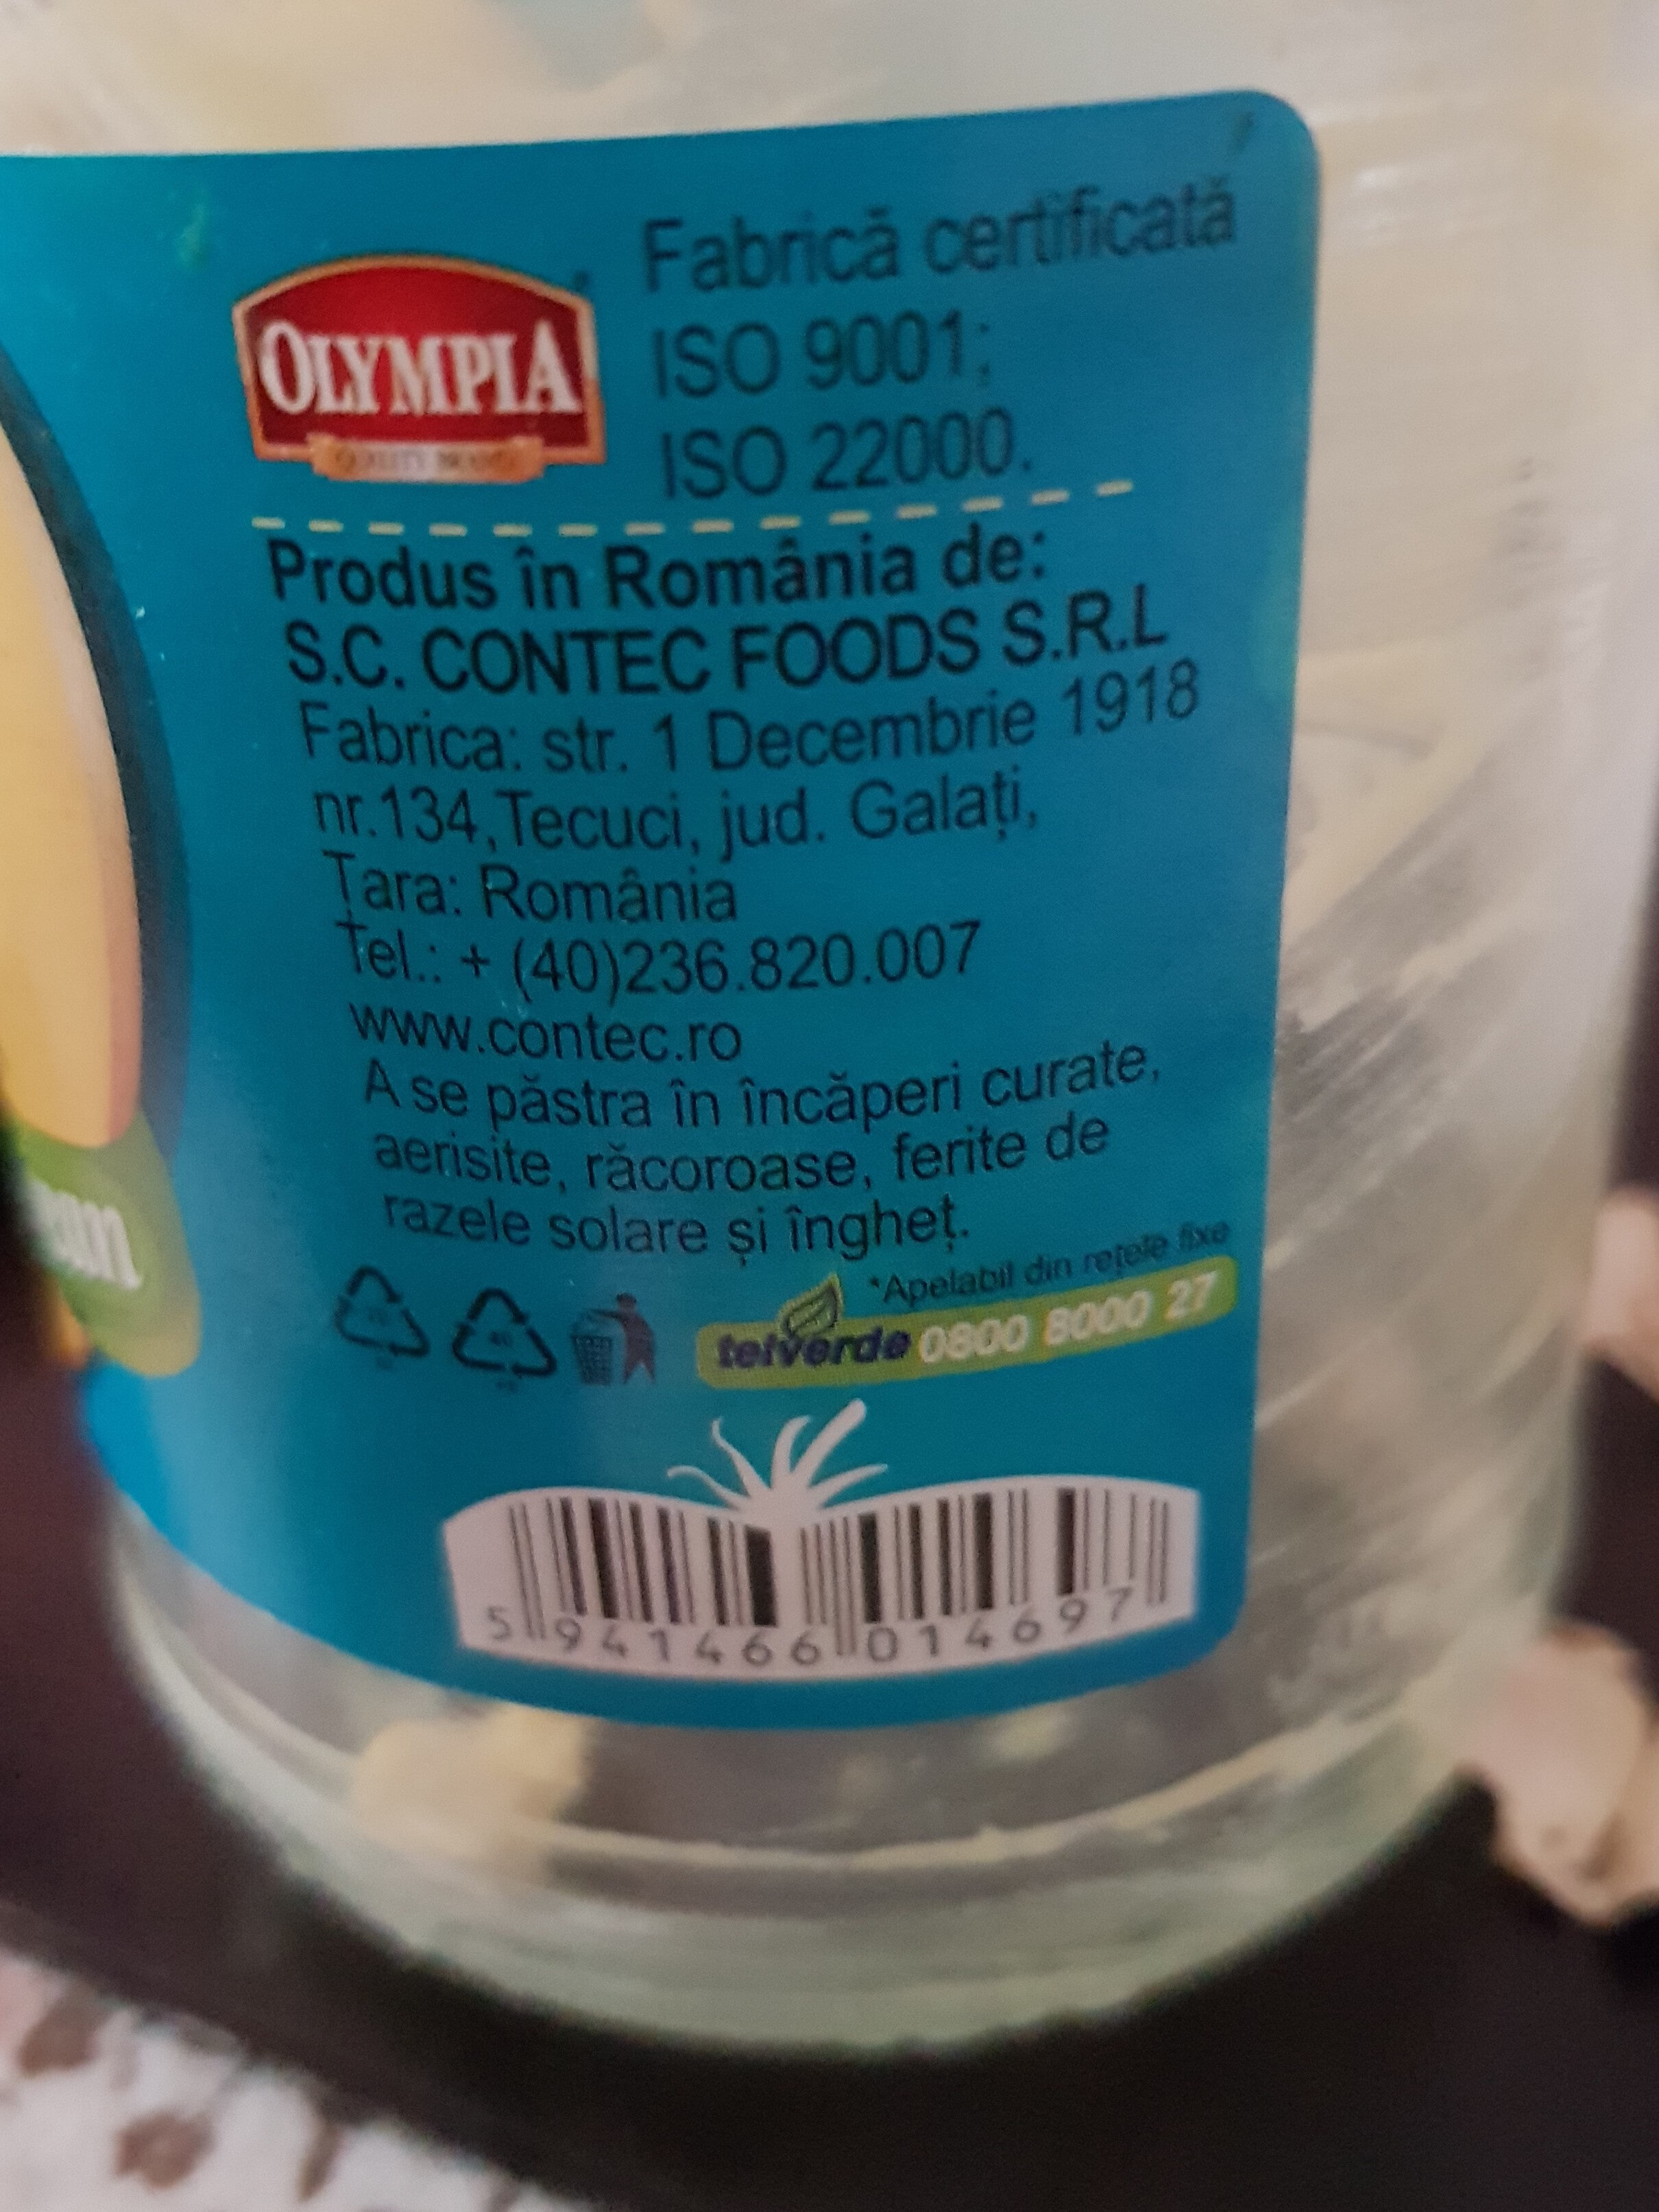 OLYMPIA
QUALITY BRAND
Fabrică certificată
ISO 9001;
ISO 22000.
Produs în România de:
S.C. CONTEC FOODS S.R.L
Fabrica: str. 1 Decembrie 1918
nr.134,Tecuci, jud. Galați,
Țara: România
Tel.: + (40)236.820.007
www.contec.ro
A se păstra în încăperi curate,
aerisite, răcoroase, ferite de
razele solare și îngheț.
*Apelabil din rețele fixe
telverde 0800 8000 27
5 941466 014697